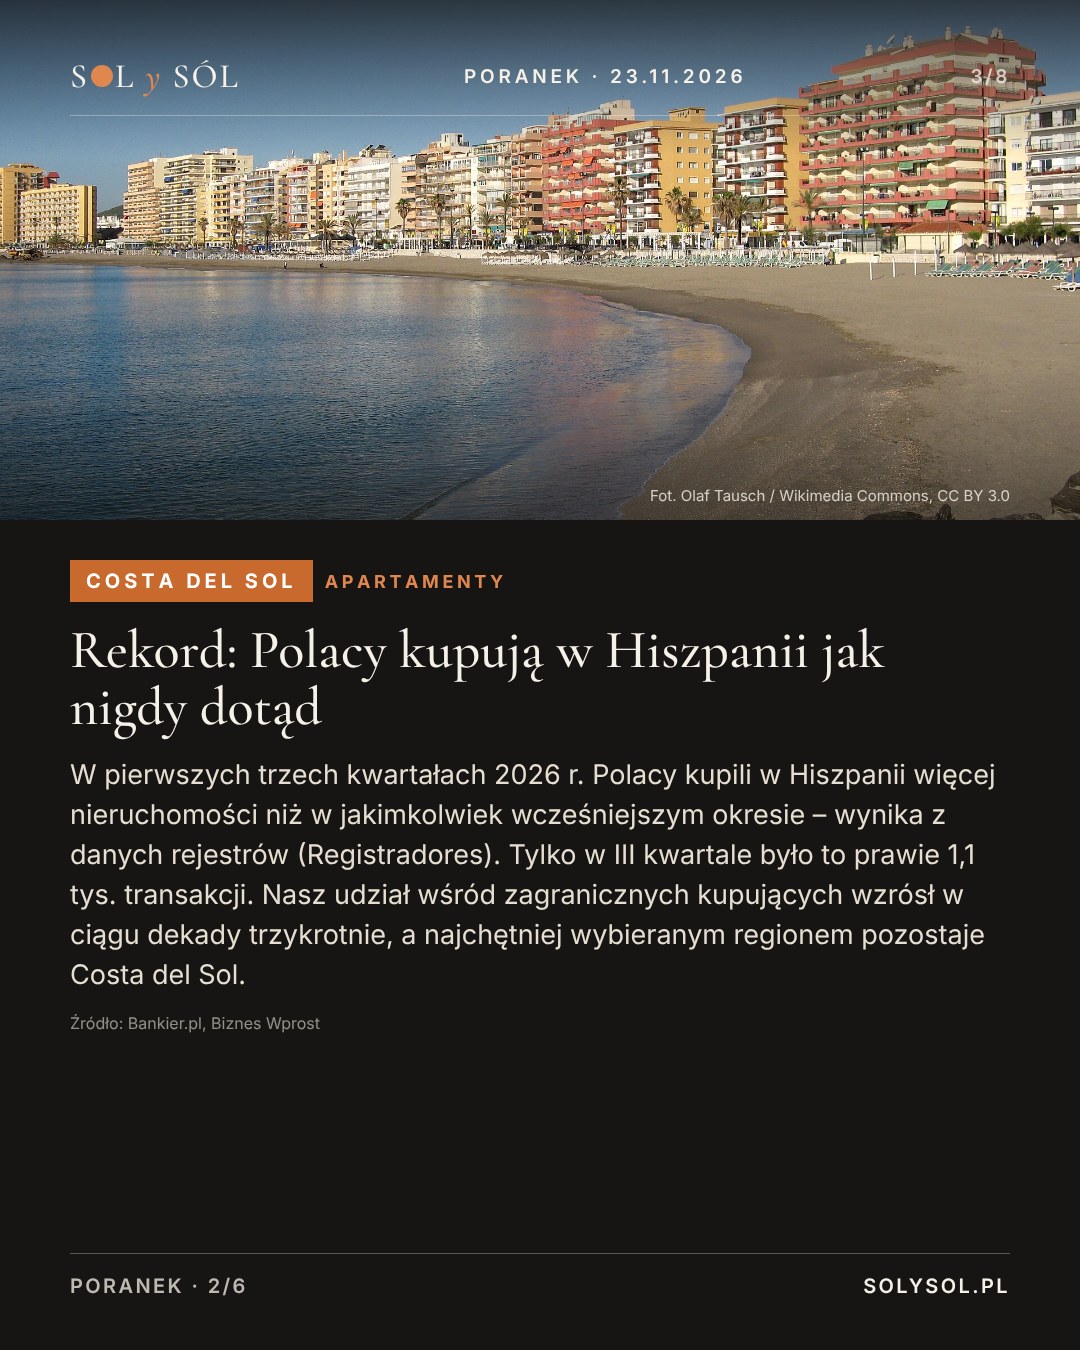 SOL y SÓL
PORANEK · 23.11.2026
3/8
Fot. Olaf Tausch / Wikimedia Commons, CC BY 3.0
COSTA DEL SOL
APARTAMENTY
Rekord: Polacy kupują w Hiszpanii jak
nigdy dotąd
W pierwszych trzech kwartałach 2026 r. Polacy kupili w Hiszpanii więcej
nieruchomości niż w jakimkolwiek wcześniejszym okresie – wynika z
danych rejestrów (Registradores). Tylko w III kwartale było to prawie 1,1
tys. transakcji. Nasz udział wśród zagranicznych kupujących wzrósł w
ciągu dekady trzykrotnie, a najchętniej wybieranym regionem pozostaje
Costa del Sol.
Źródło: Bankier.pl, Biznes Wprost
PORANEK · 2/6
SOLYSOL.PL